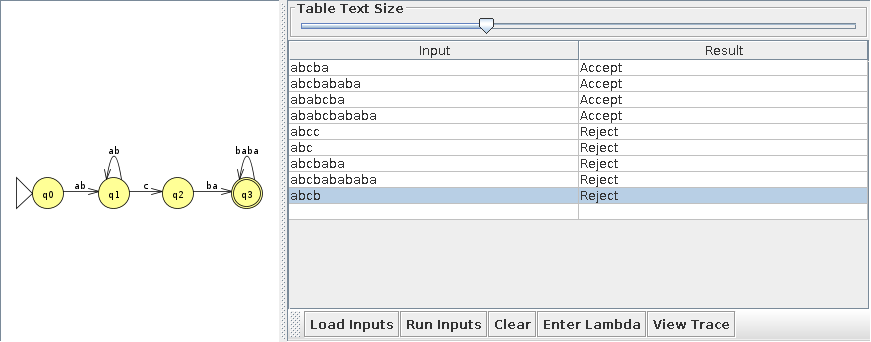 Table Text Size
Input Result
abcba Accept
abcbababa Accept
ababcba Accept
ababcbababa Accept
abcc Reject
abc Reject
abcbaba Reject
abcbabababa Reject
abcb Reject
ab baba
q0 ab q1 c q2 ba q3
Load Inputs Run Inputs Clear Enter Lambda View Trace